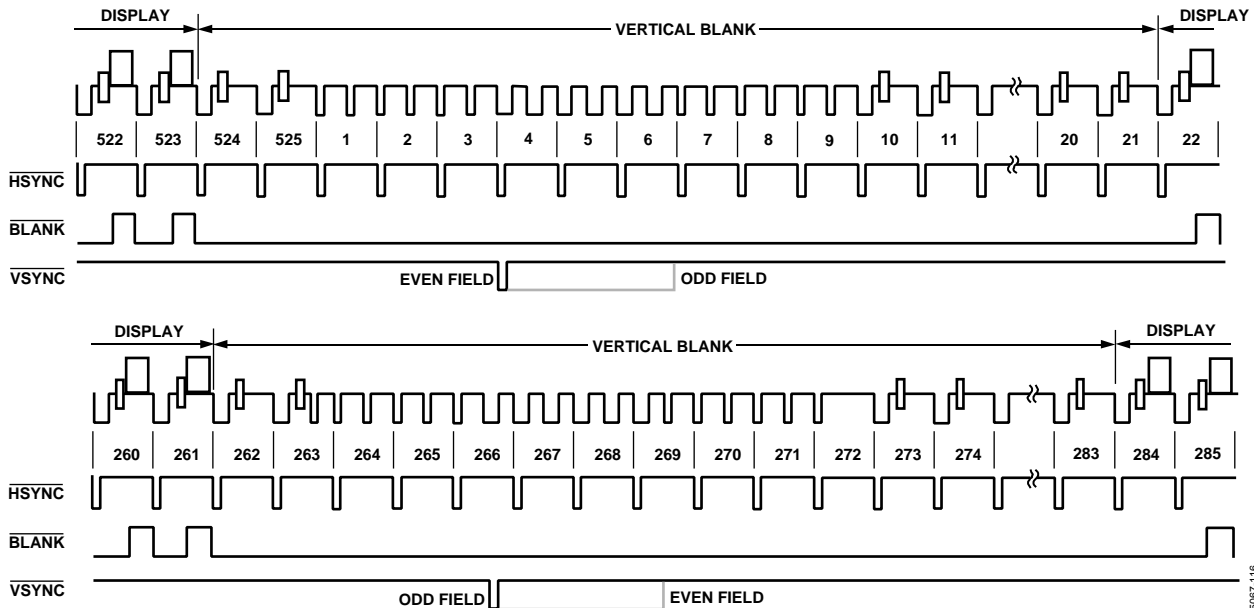 DISPLAY
VERTICAL BLANK
DISPLAY
522 523 524 525 1 2 3 4 5 6 7 8 9 10 11 20 21 22
HSYNC
BLANK
VSYNC
EVEN FIELD
ODD FIELD
DISPLAY
VERTICAL BLANK
DISPLAY
260 261 262 263 264 265 266 267 268 269 270 271 272 273 274 283 284 285
HSYNC
BLANK
VSYNC
ODD FIELD
EVEN FIELD